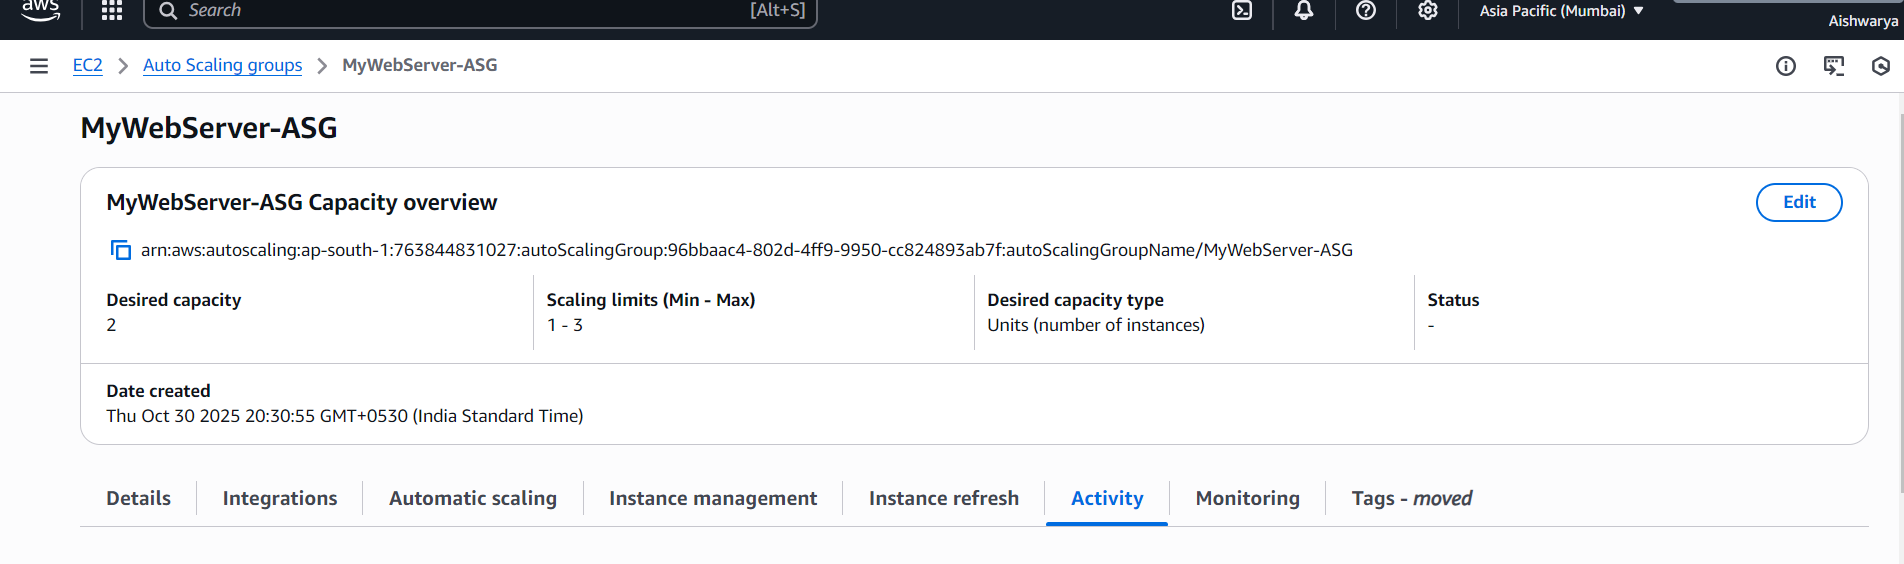 aws
Search [Alt+S]
Asia Pacific (Mumbai)
Aishwarya
EC2 Auto Scaling groups MyWebServer-ASG
MyWebServer-ASG
MyWebServer-ASG Capacity overview
Edit
arn:aws:autoscaling:ap-south-1:763844831027:autoScalingGroup:96bbaac4-802d-4ff9-9950-cc824893ab7f:autoScalingGroupName/MyWebServer-ASG
Desired capacity Scaling limits (Min - Max) Desired capacity type Status
2 1 - 3 Units (number of instances) -
Date created
Thu Oct 30 2025 20:30:55 GMT+0530 (India Standard Time)
Details Integrations Automatic scaling Instance management Instance refresh Activity Monitoring Tags - moved